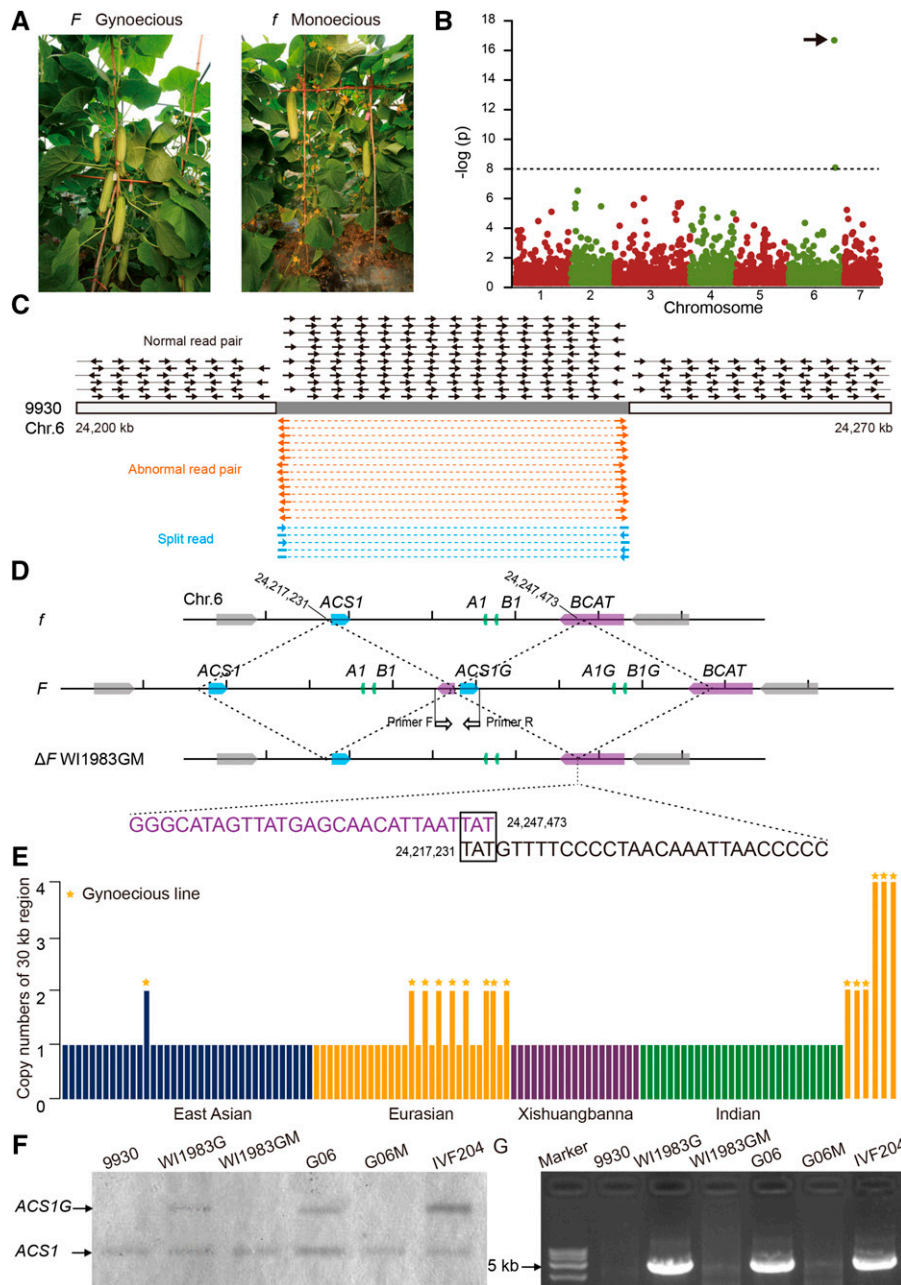 A F Gynoecious f Monoecious
B
-log (p)
18
16
14
12
10
8
6
4
2
0
1 2 3 4 5 6 7
Chromosome
C
Normal read pair
9930
Chr.6 24,200 kb 24,270 kb
Abnormal read pair
Split read
D
Chr.6 24,217,231 ACS1 A1 B1 24,247,473 BCAT
f
ACS1 A1 B1 ACS1G A1G B1G BCAT
F
Primer F Primer R
ΔF WI1983GM
GGGCATAGTTATGAGCAACATTAATTAT 24,247,473
24,217,231 TATGTTTTCCCCTAACAAATTAACCCCC
E
Copy numbers of 30 kb region
4
3
2
1
0
Gynoecious line
East Asian Eurasian Xishuangbanna Indian
F
9930 WI1983G WI1983GM G06 G06M IVF204
ACS1G
ACS1
G
Marker 9930 WI1983G WI1983GM G06 G06M IVF204
5 kb